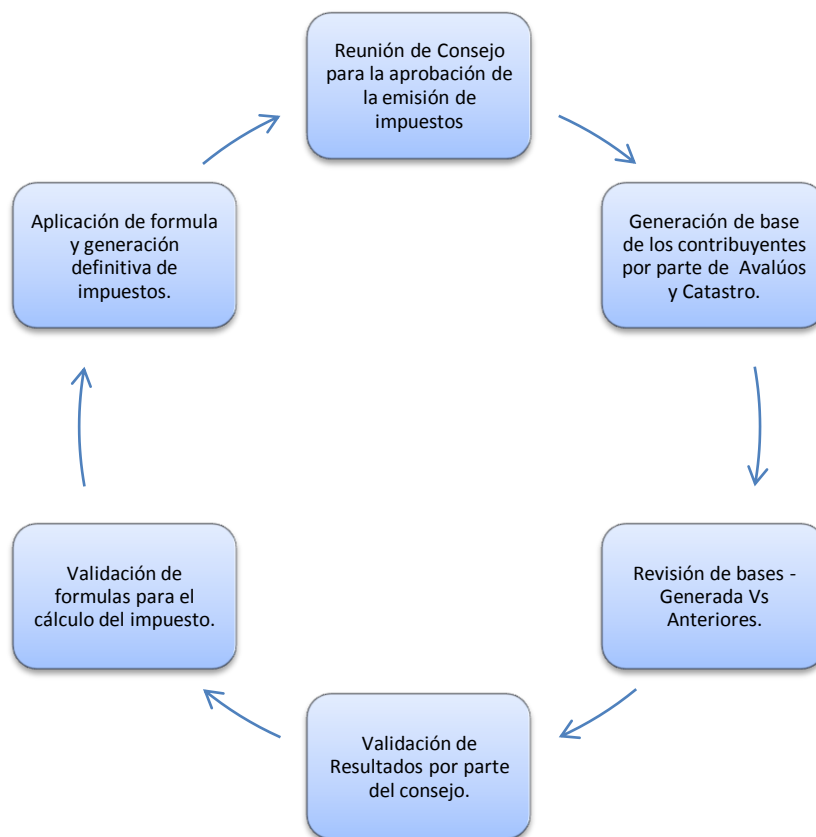 Reunión de Consejo
para la aprobación de
la emisión de
impuestos
Generación de base
de los contribuyentes
por parte de Avalúos
y Catastro.
Revisión de bases -
Generada Vs
Anteriores.
Validación de
Resultados por parte
del consejo.
Validación de
formulas para el
cálculo del impuesto.
Aplicación de formula
y generación
definitiva de
impuestos.